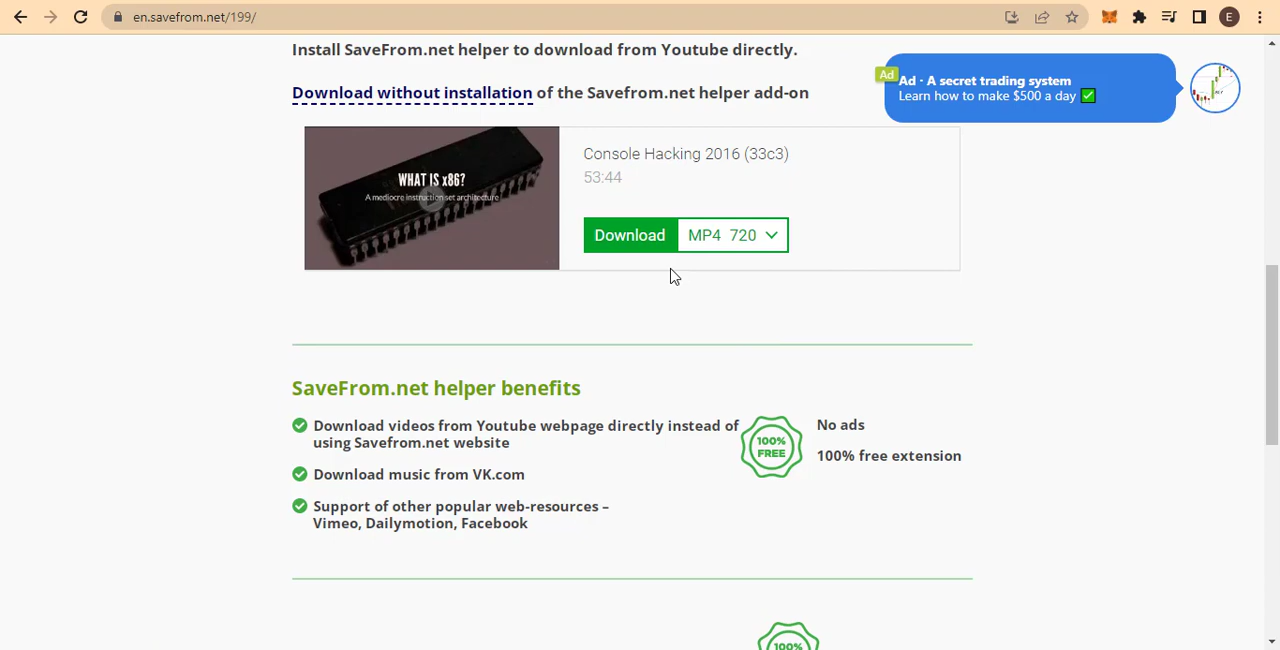 en.savefrom.net/199/
E
Install SaveFrom.net helper to download from Youtube directly.
Ad
Ad · A secret trading system
Learn how to make $500 a day ✅
Download without installation of the Savefrom.net helper add-on
WHAT IS x86?
A mediocre instruction set architecture
Console Hacking 2016 (33c3)
53:44
Download MP4 720
SaveFrom.net helper benefits
Download videos from Youtube webpage directly instead of
using Savefrom.net website
Download music from VK.com
Support of other popular web-resources –
Vimeo, Dailymotion, Facebook
100%
FREE
No ads
100% free extension
100%